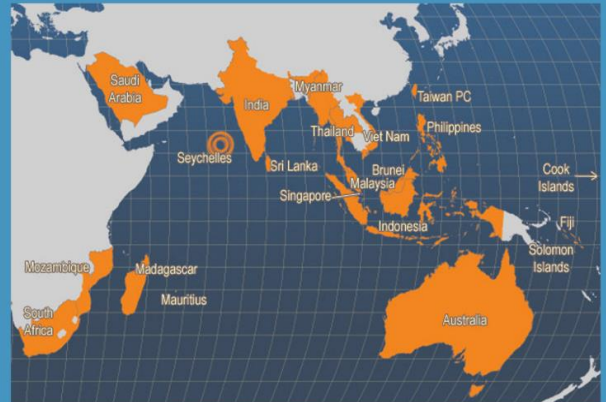 Saudi
Arabia
India
Myanmar
Taiwan PC
Thailand
Viet Nam
Philippines
Seychelles
Sri Lanka
Brunei
Malaysia
Singapore
Cook
Islands
Indonesia
Fiji
Solomon
Islands
Mozambique
Madagascar
Mauritius
South
Africa
Australia